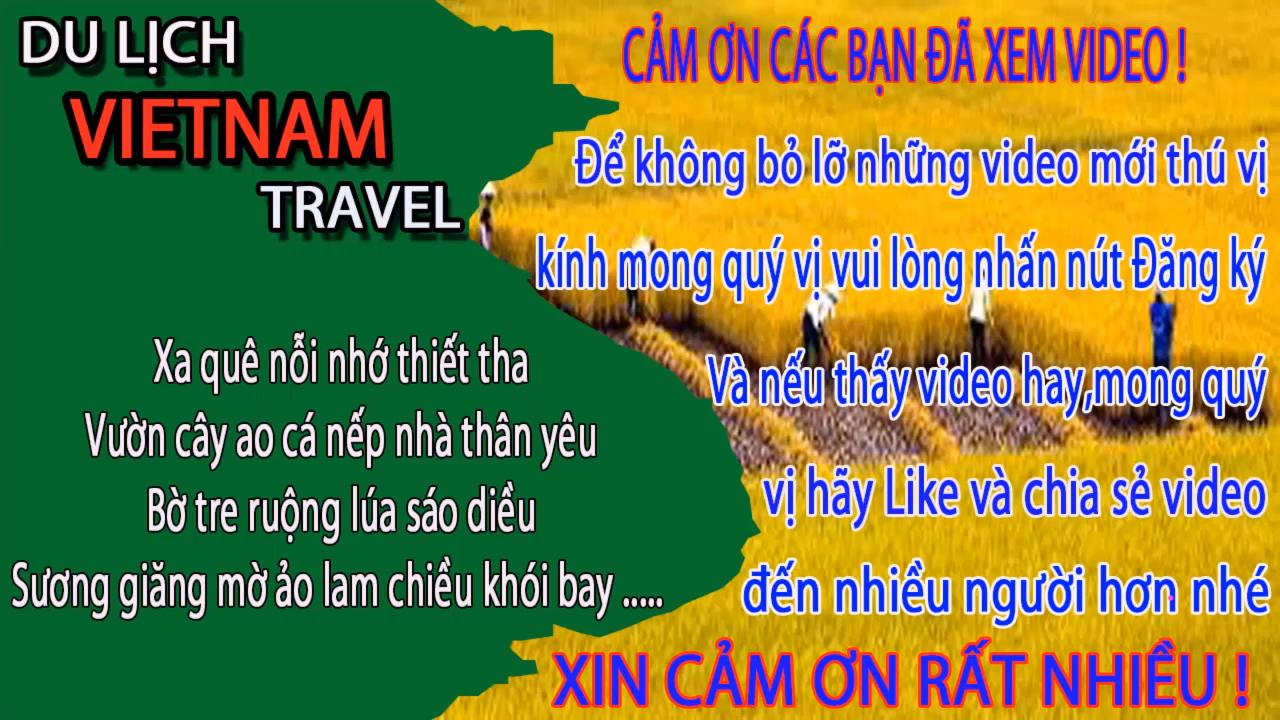 DU LỊCH
VIETNAM
TRAVEL
Xa quê nỗi nhớ thiết tha
Vườn cây ao cá nếp nhà thân yêu
Bờ tre ruộng lúa sáo diều
Sương giăng mờ ảo lam chiều khói bay .....
CẢM ƠN CÁC BẠN ĐÃ XEM VIDEO !
Để không bỏ lỡ những video mới thú vị
kính mong quý vị vui lòng nhấn nút Đăng ký
Và nếu thấy video hay,mong quý
vị hãy Like và chia sẻ video
đến nhiều người hơn nhé
XIN CẢM ƠN RẤT NHIỀU !